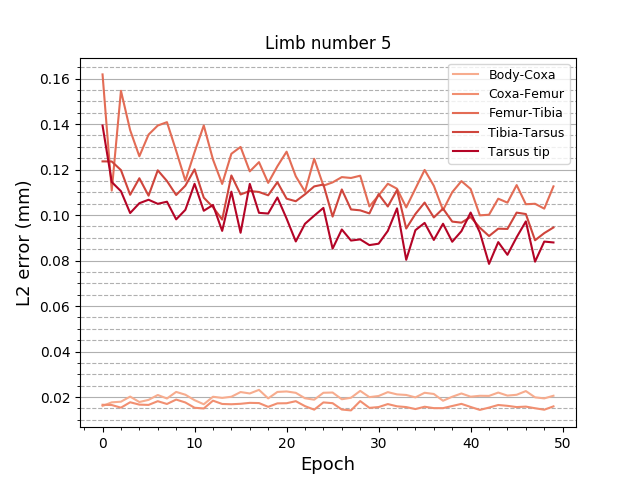 Limb number 5
L2 error (mm)
0.16
0.14
0.12
0.10
0.08
0.06
0.04
0.02
Body-Coxa
Coxa-Femur
Femur-Tibia
Tibia-Tarsus
Tarsus tip
0 10 20 30 40 50
Epoch